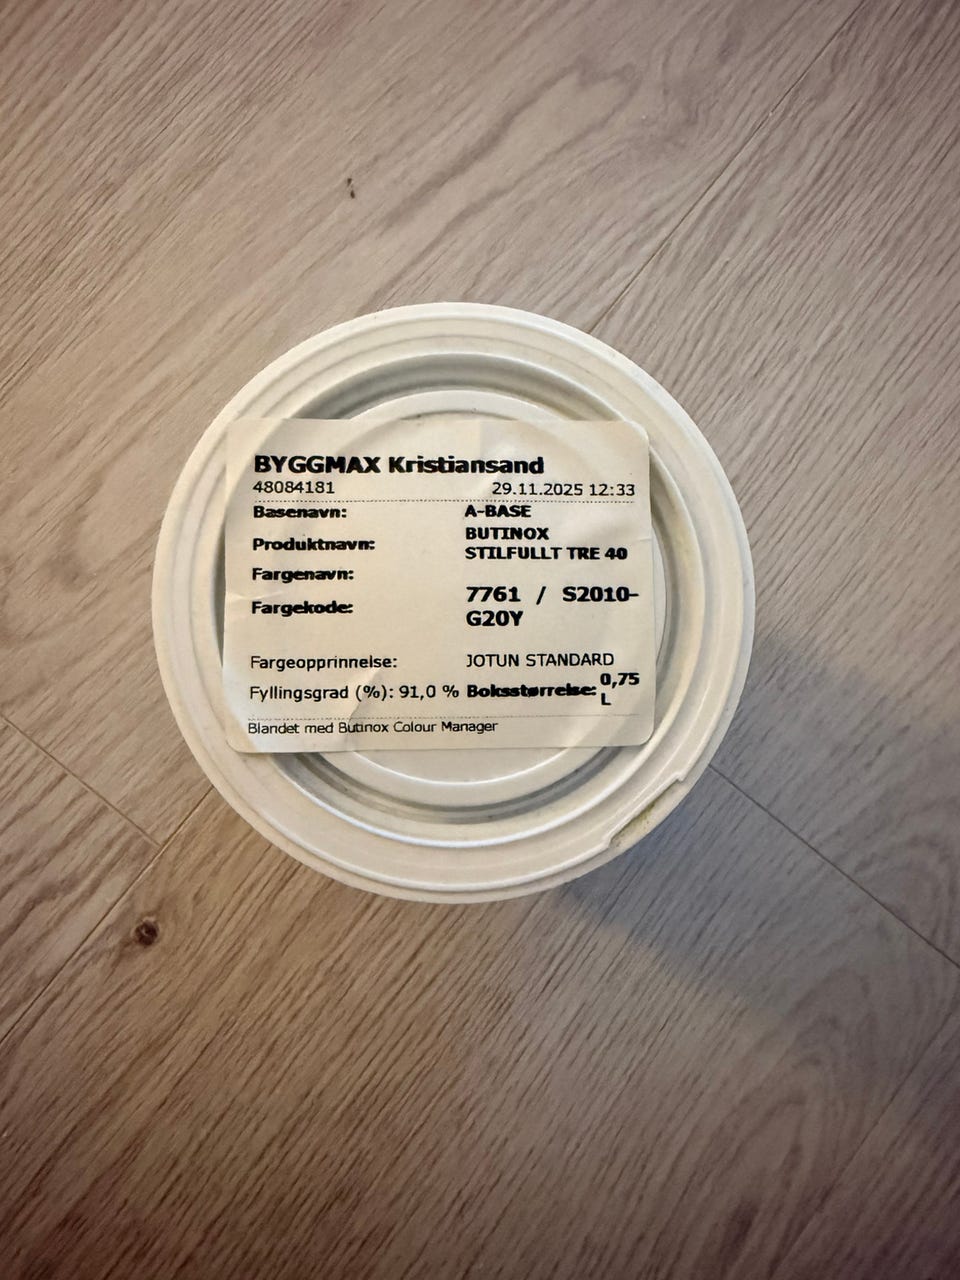 BYGGMAX Kristiansand
48084181 29.11.2025 12:33
Basenavn: A-BASE
Produktnavn: BUTINOX
STILFULLT TRE 40
Fargenavn:
Fargekode: 7761 / S2010-
G20Y
Fargeopprinnelse: JOTUN STANDARD
Fyllingsgrad (%): 91,0 % Boksstørrelse: 0,75
L
Blandet med Butinox Colour Manager